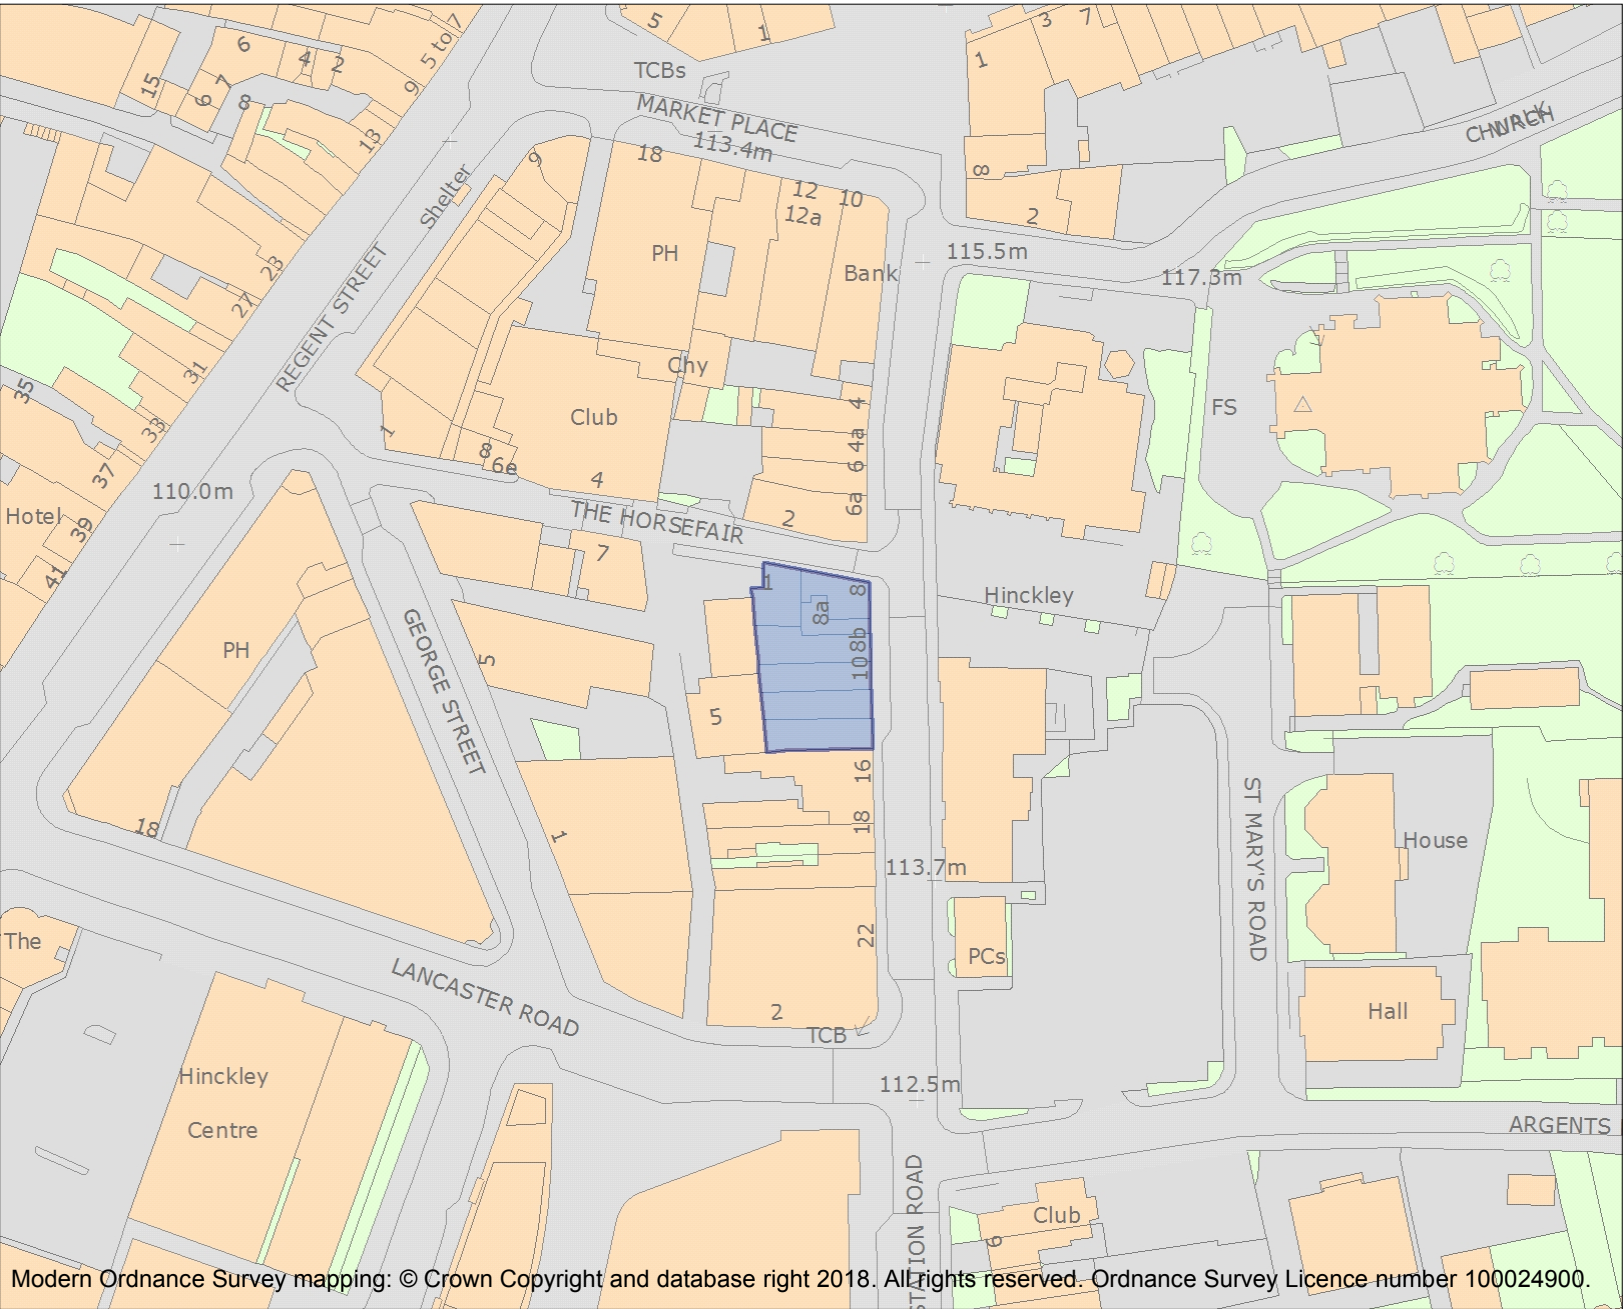 5
1
3
7
5 to 7
6
4
2
15
7
6
8
9
TCBs
1
MARKET PLACE
113.4m
CHURCH
WALK
13
9
18
12
10
12a
8
2
Shelter
PH
Bank
115.5m
117.3m
23
27
REGENT STREET
31
35
33
Chy
Club
4
4a
6
6a
FS
1
8
6e
4
37
110.0m
Hotel
39
41
THE HORSEFAIR
2
7
1
8
8a
8b
10
Hinckley
PH
GEORGE STREET
5
5
16
18
18
1
ST MARY'S ROAD
House
113.7m
22
The
PCs
LANCASTER ROAD
2
TCB
Hall
Hinckley
Centre
112.5m
ARGENTS
STATION ROAD
Club
9
Modern Ordnance Survey mapping: © Crown Copyright and database right 2018. All rights reserved. Ordnance Survey Licence number 100024900.